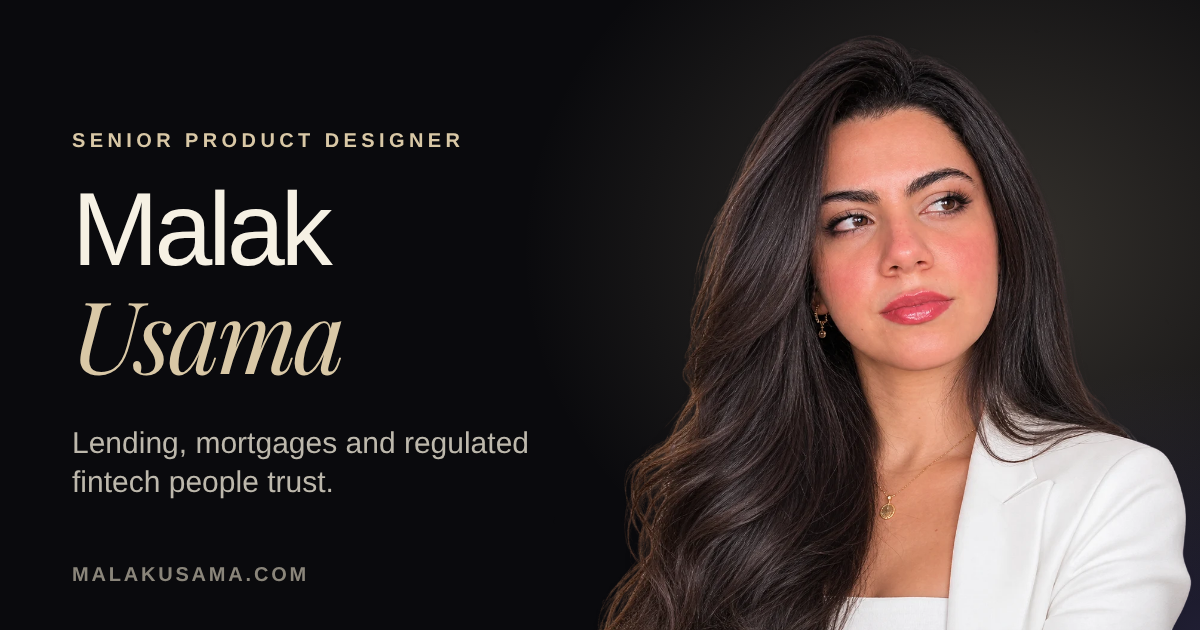 SENIOR PRODUCT DESIGNER
Malak
Usama
Lending, mortgages and regulated
fintech people trust.
MALAKUSAMA.COM